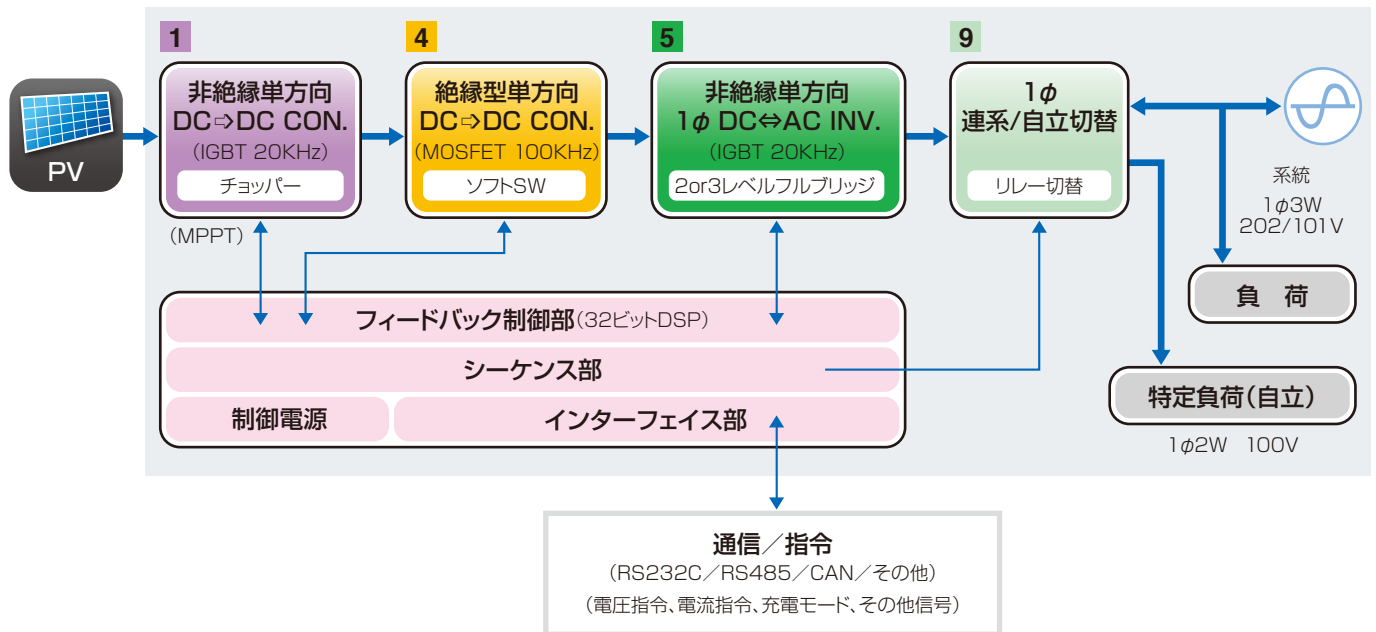 1
4
5
9
PV
非絶縁単方向
DC⇨DC CON.
(IGBT 20KHz)
チョッパー
(MPPT)
絶縁型単方向
DC⇨DC CON.
(MOSFET 100KHz)
ソフトSW
非絶縁単方向
1φ DC⇔AC INV.
(IGBT 20KHz)
2or3レベルフルブリッジ
1φ
連系/自立切替
リレー切替
系統
1φ3W
202/101V
負 荷
特定負荷(自立)
1φ2W 100V
フィードバック制御部(32ビットDSP)
シーケンス部
制御電源
インターフェイス部
通信／指令
(RS232C／RS485／CAN／その他)
(電圧指令、電流指令、充電モード、その他信号)